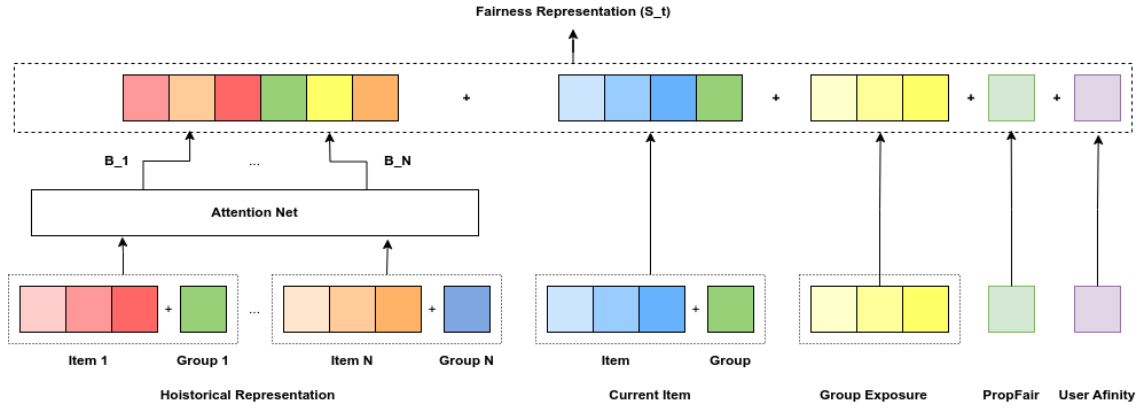 Fairness Representation (S_t)
+ + + +
B_1 ... B_N
Attention Net
+ ... + +
Item 1 Group 1 Item N Group N Item Group
Hoistorical Representation Current Item Group Exposure PropFair User Afinity